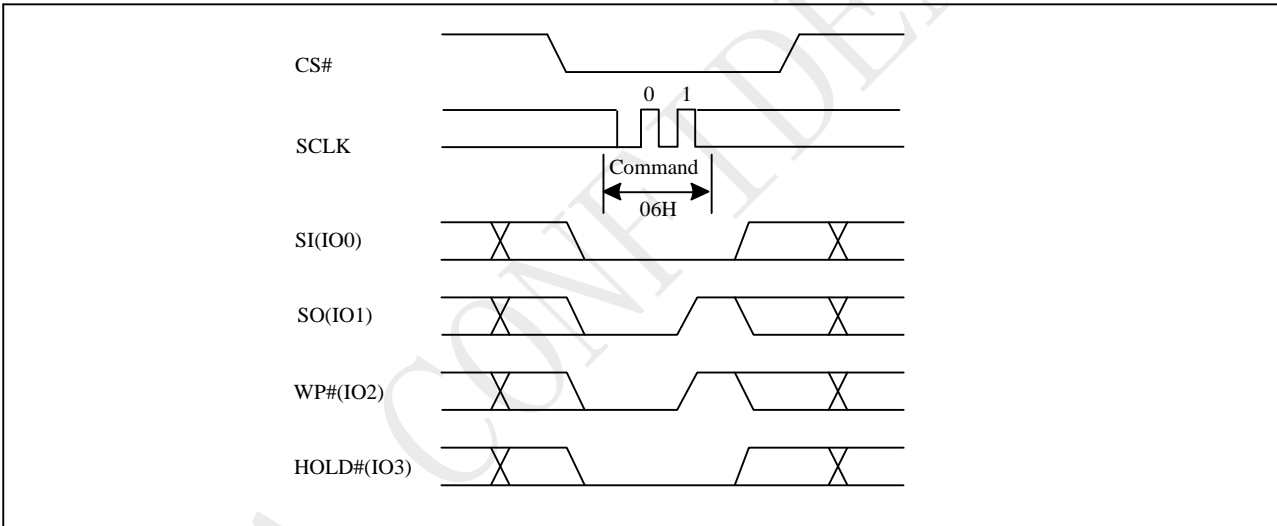 CS#
0 1
SCLK
Command
06H
SI(IO0)
SO(IO1)
WP#(IO2)
HOLD#(IO3)